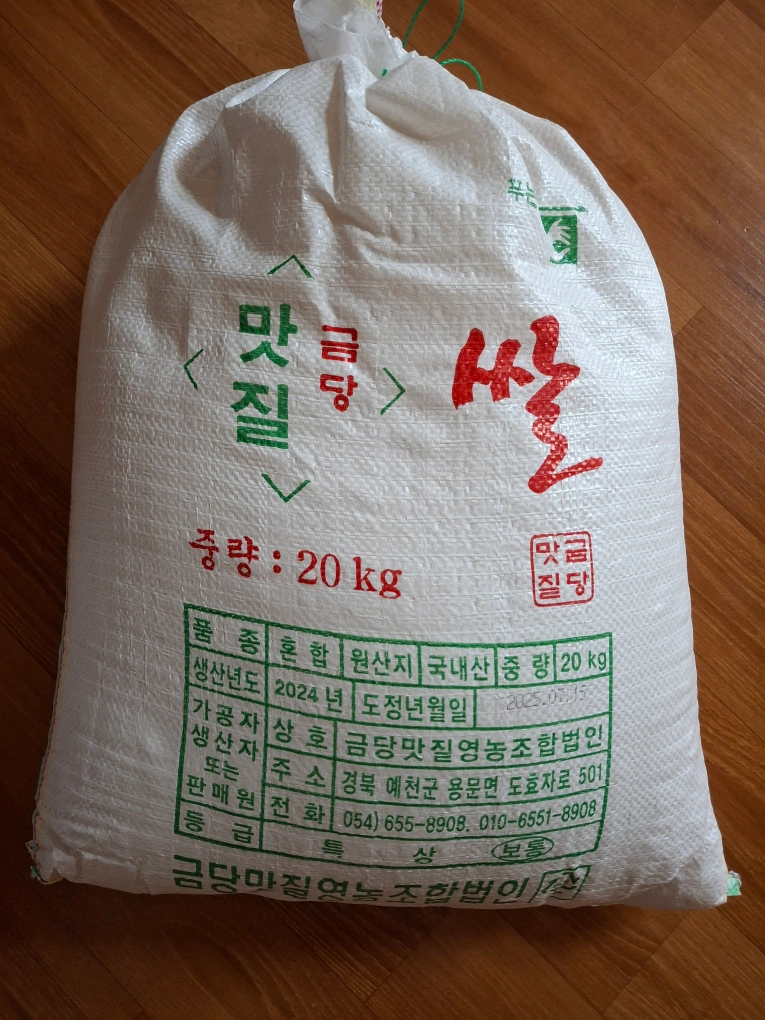 푸른
맛질
금당
쌀
중량 : 20 kg
맛금
질당
품 종 혼 합 원산지 국내산 중 량 20 kg
생산년도 2024 년 도정년월일 2025.07.15
가공자 생산자 또는 판매원
상 호 금당맛질영농조합법인
주 소 경북 예천군 용문면 도효자로 501
전 화 054) 655-8908. 010-6551-8908
등 급 특 상 보통
금당맛질영농조합법인